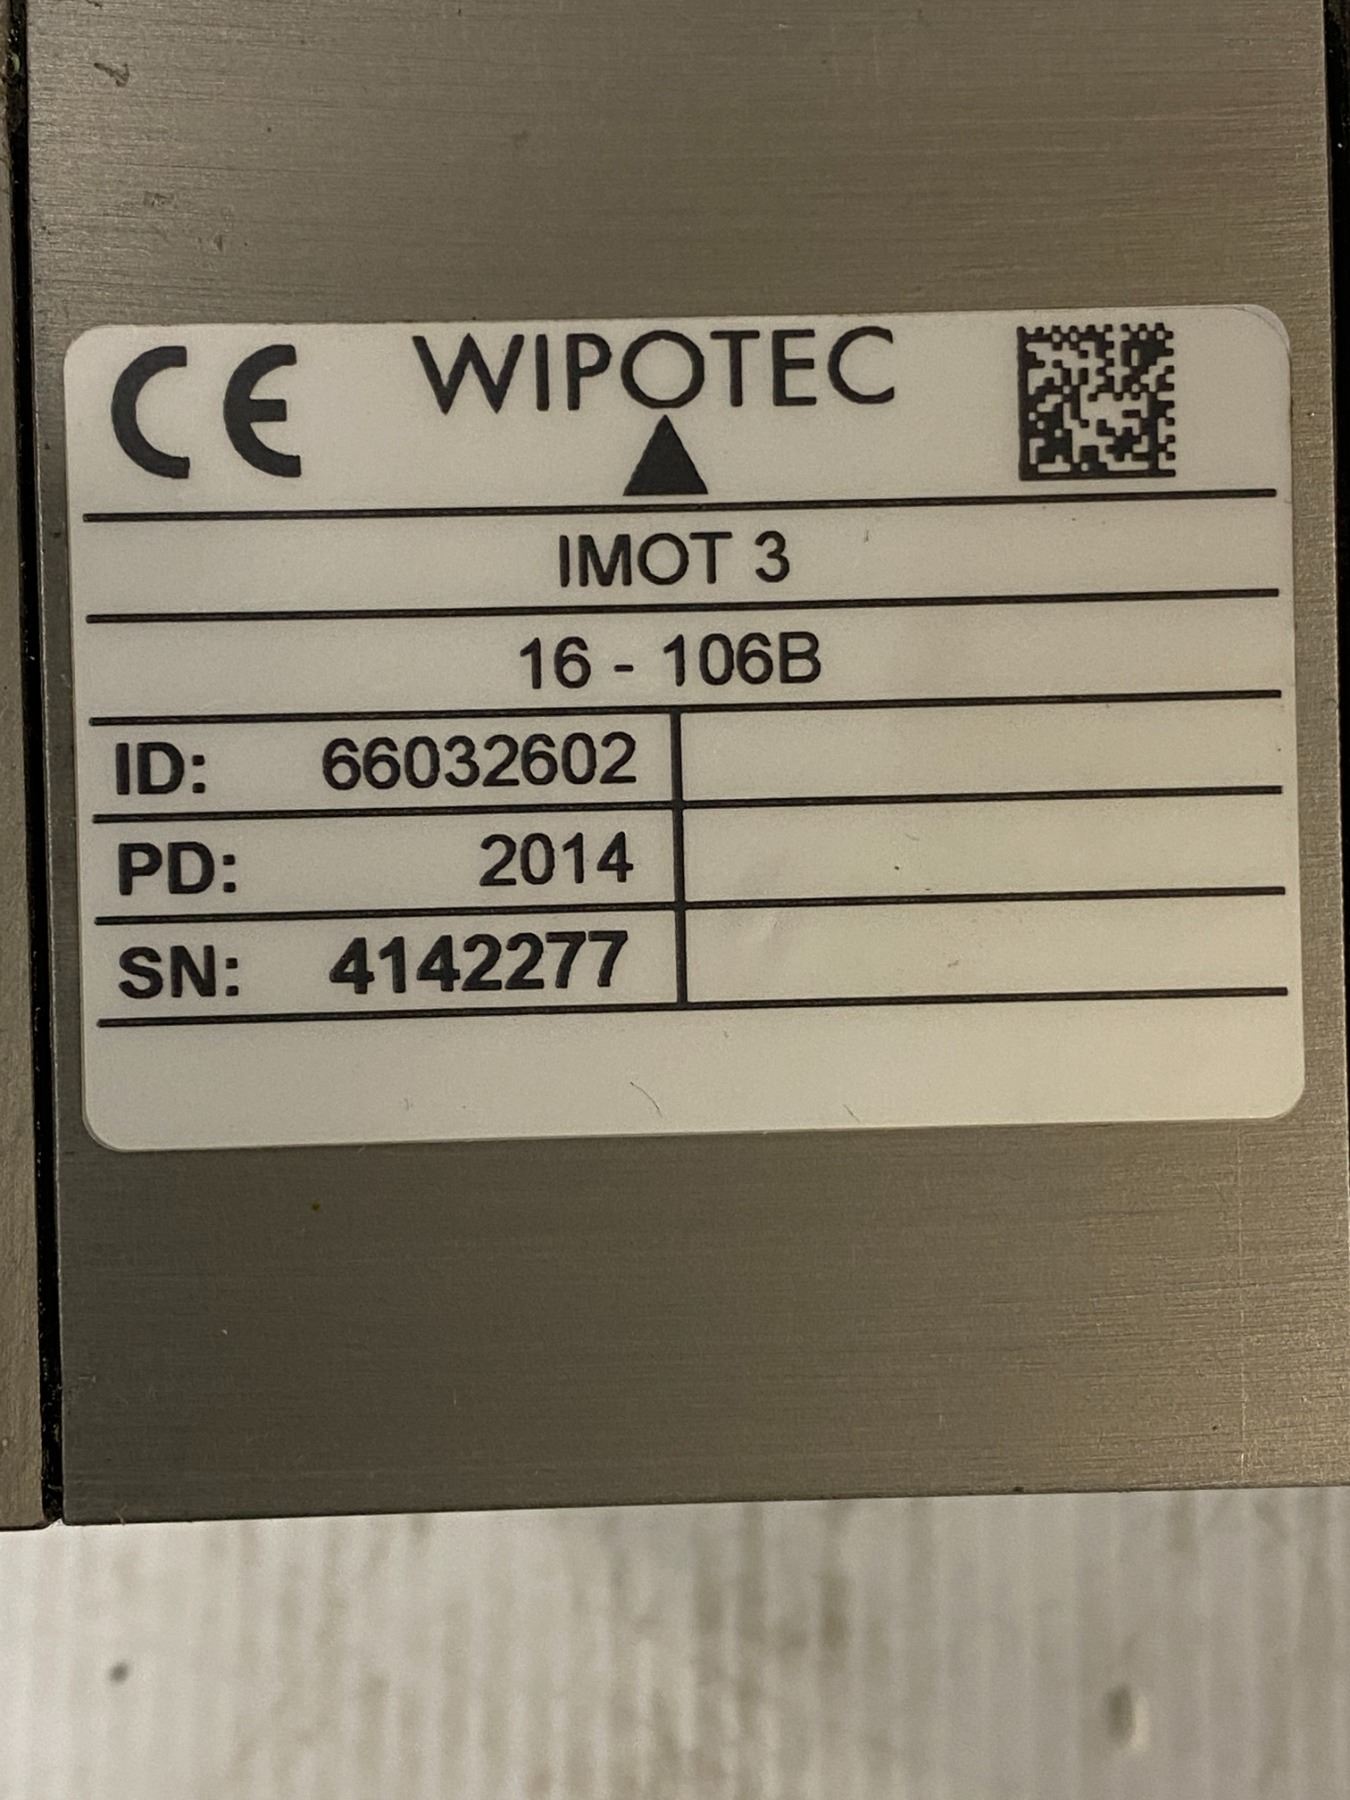 CE WIPOTEC
IMOT 3
16 - 106B
ID: 66032602
PD: 2014
SN: 4142277